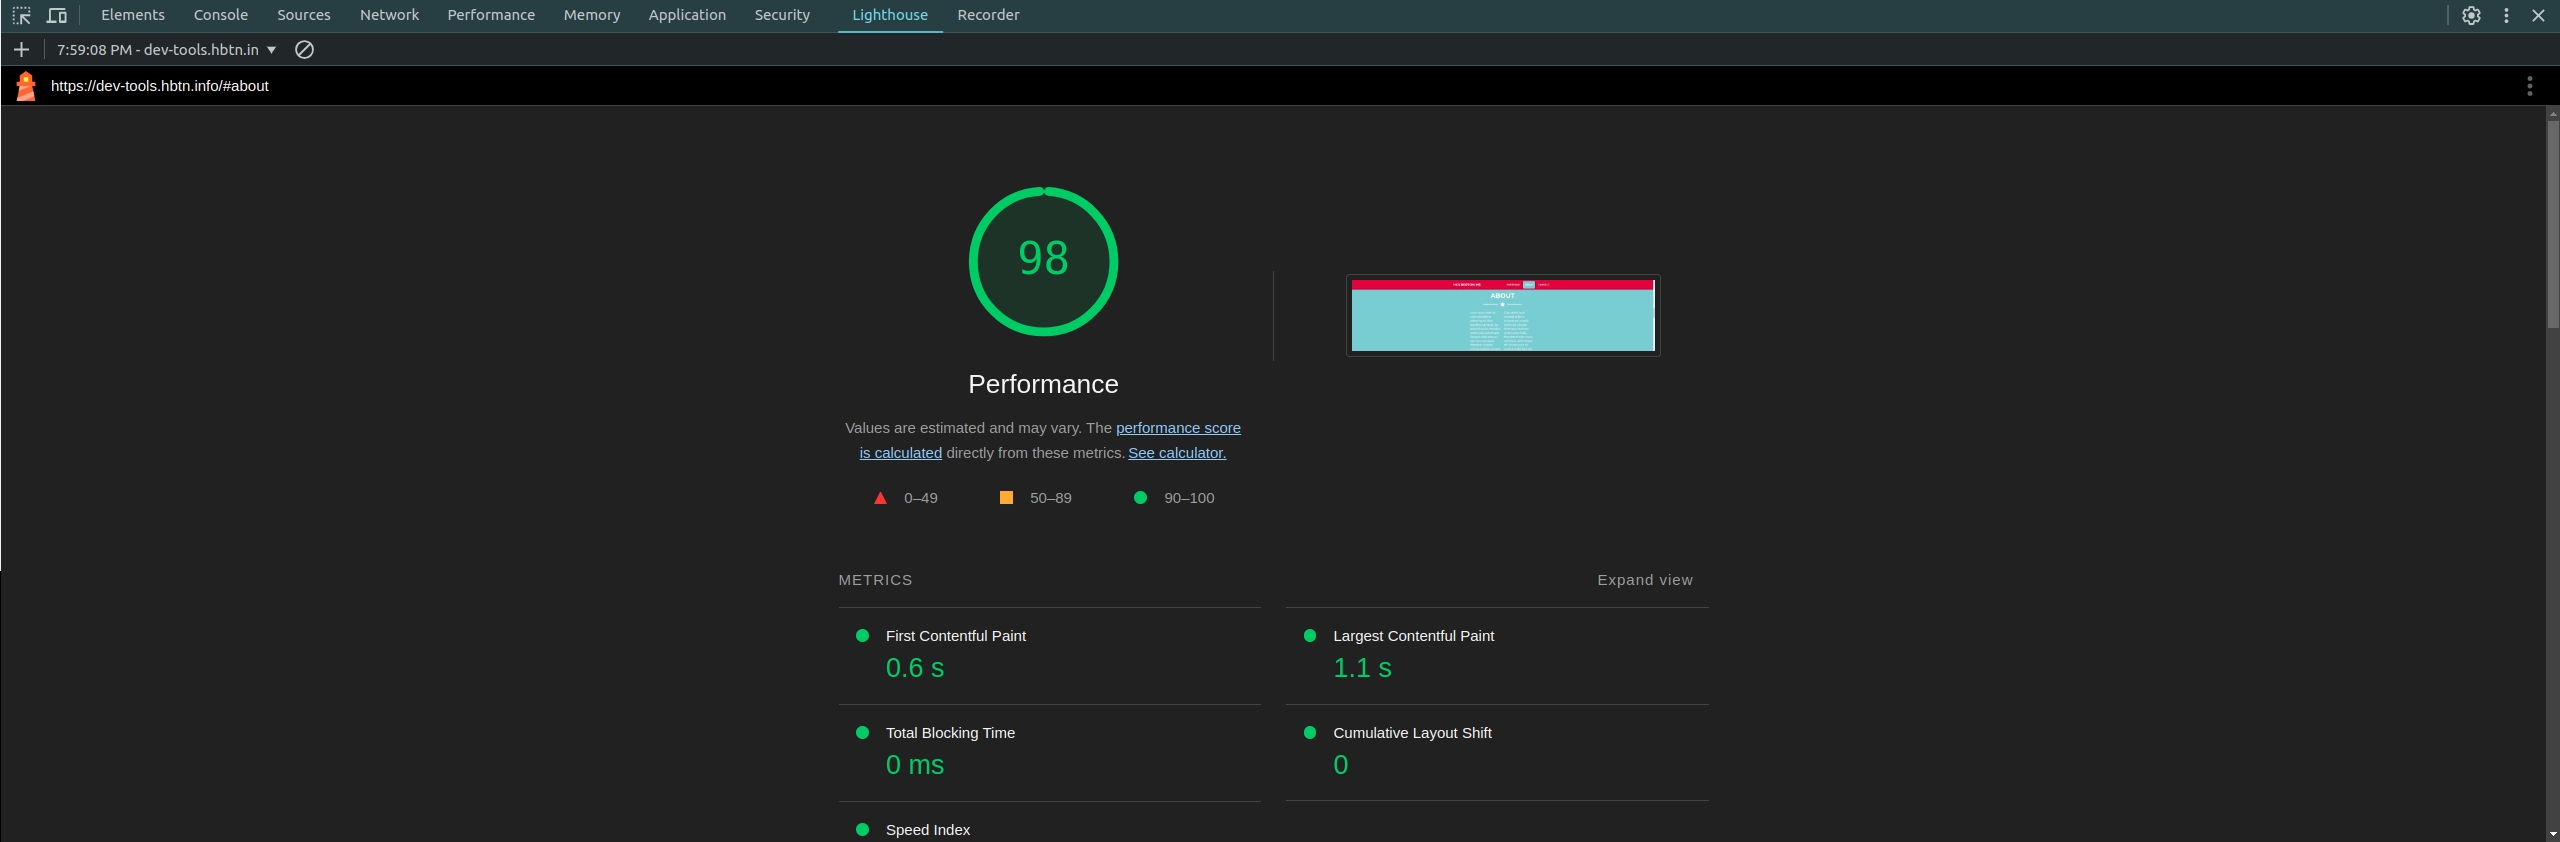 Elements Console Sources Network Performance Memory Application Security Lighthouse Recorder
7:59:08 PM - dev-tools.hbtn.in
https://dev-tools.hbtn.info/#about
98
ABOUT
Performance
Values are estimated and may vary. The performance score
is calculated directly from these metrics. See calculator.
0–49 50–89 90–100
METRICS Expand view
First Contentful Paint
0.6 s
Largest Contentful Paint
1.1 s
Total Blocking Time
0 ms
Cumulative Layout Shift
0
Speed Index